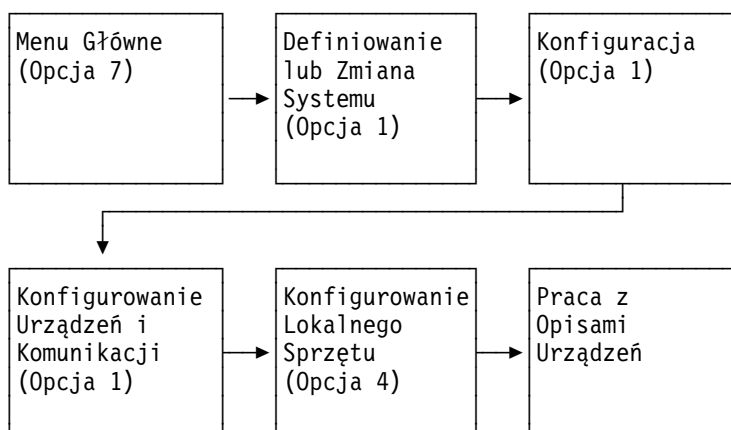 Menu Główne
(Opcja 7)
Definiowanie
lub Zmiana
Systemu
(Opcja 1)
Konfiguracja
(Opcja 1)
Konfigurowanie
Urządzeń i
Komunikacji
(Opcja 1)
Konfigurowanie
Lokalnego
Sprzętu
(Opcja 4)
Praca z
Opisami
Urządzeń